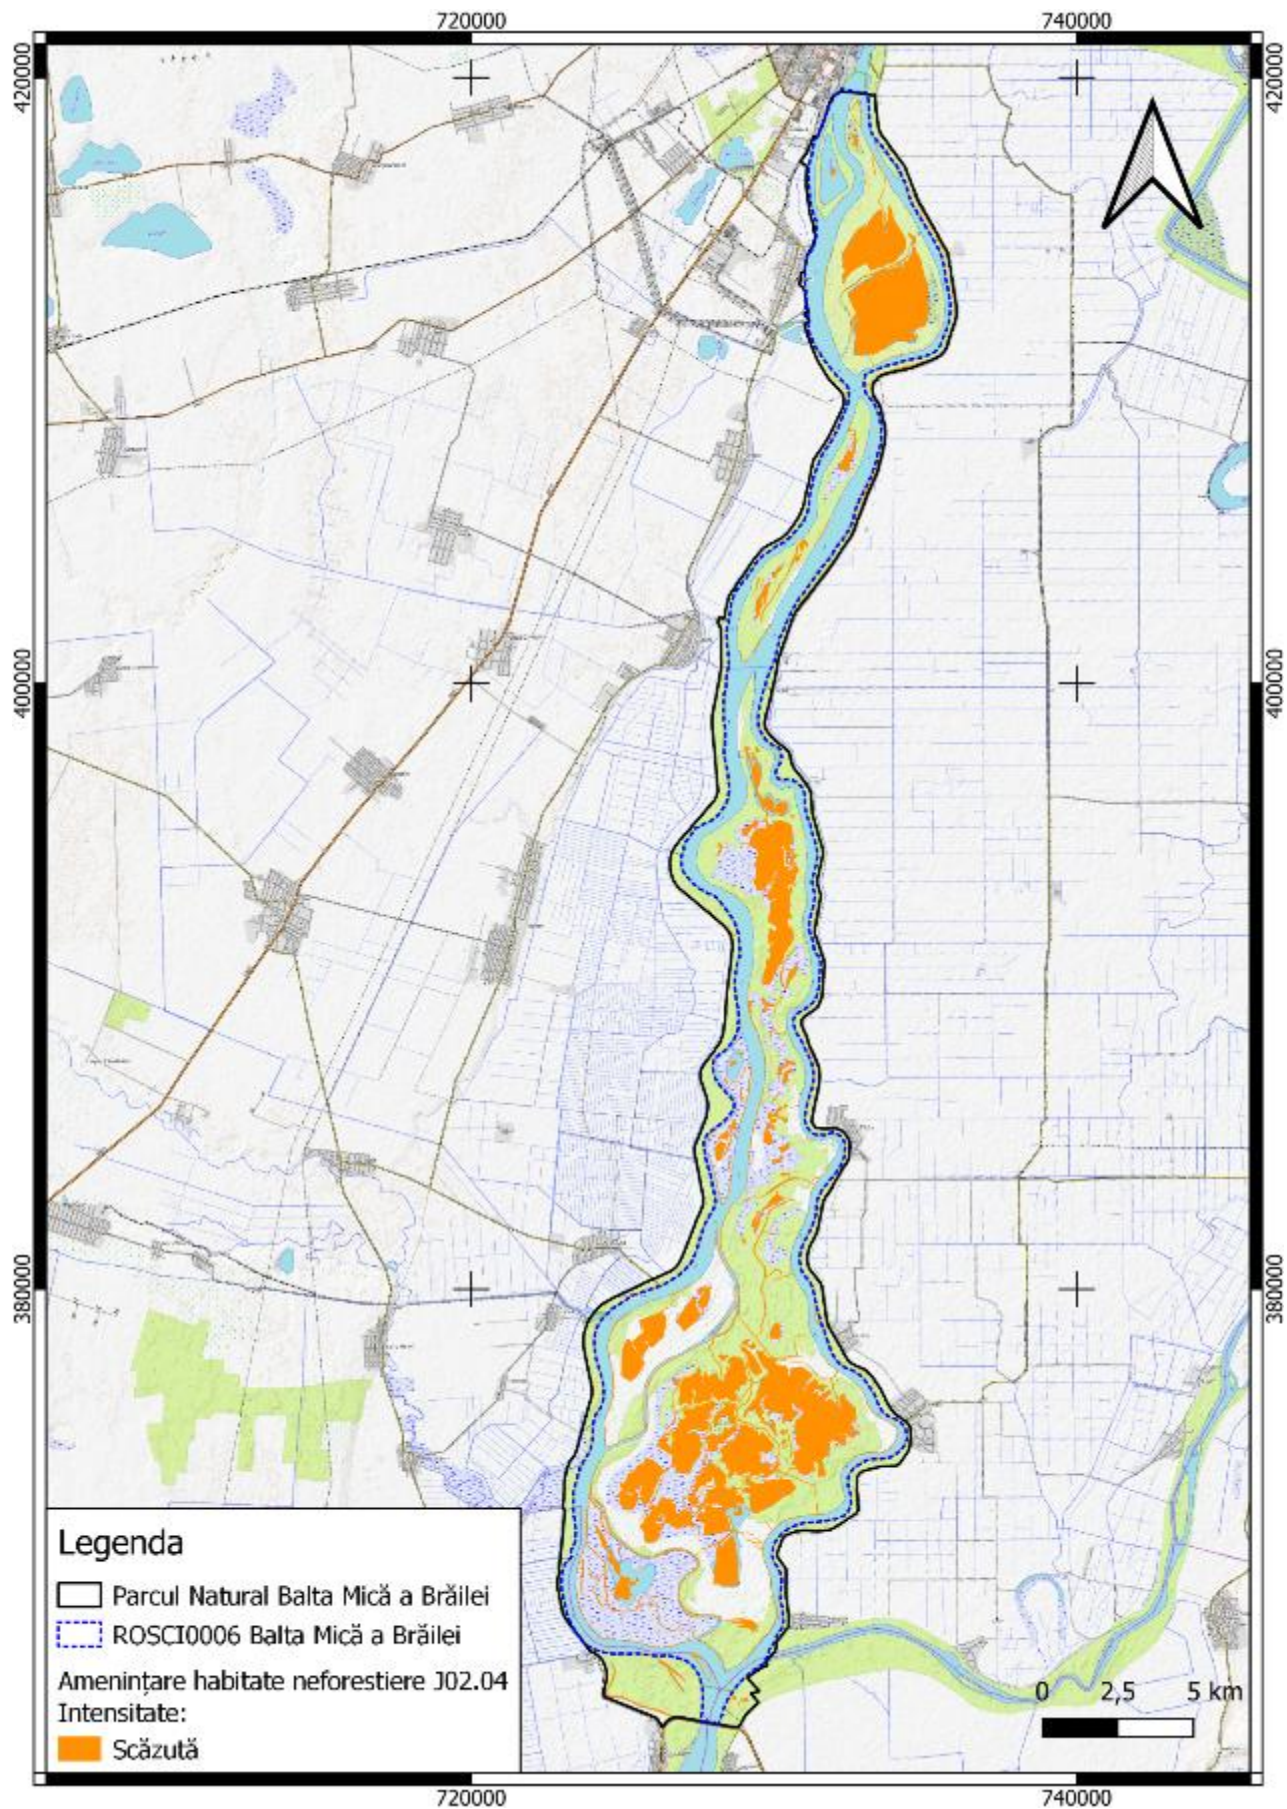 720000 740000
420000 420000
400000 400000
380000 380000
Legenda
Parcul Natural Balta Mică a Brăilei
ROSCI0006 Balta Mică a Brăilei
Amenințare habitate neforestiere J02.04
Intensitate:
Scăzută
0 2,5 5 km
720000 740000